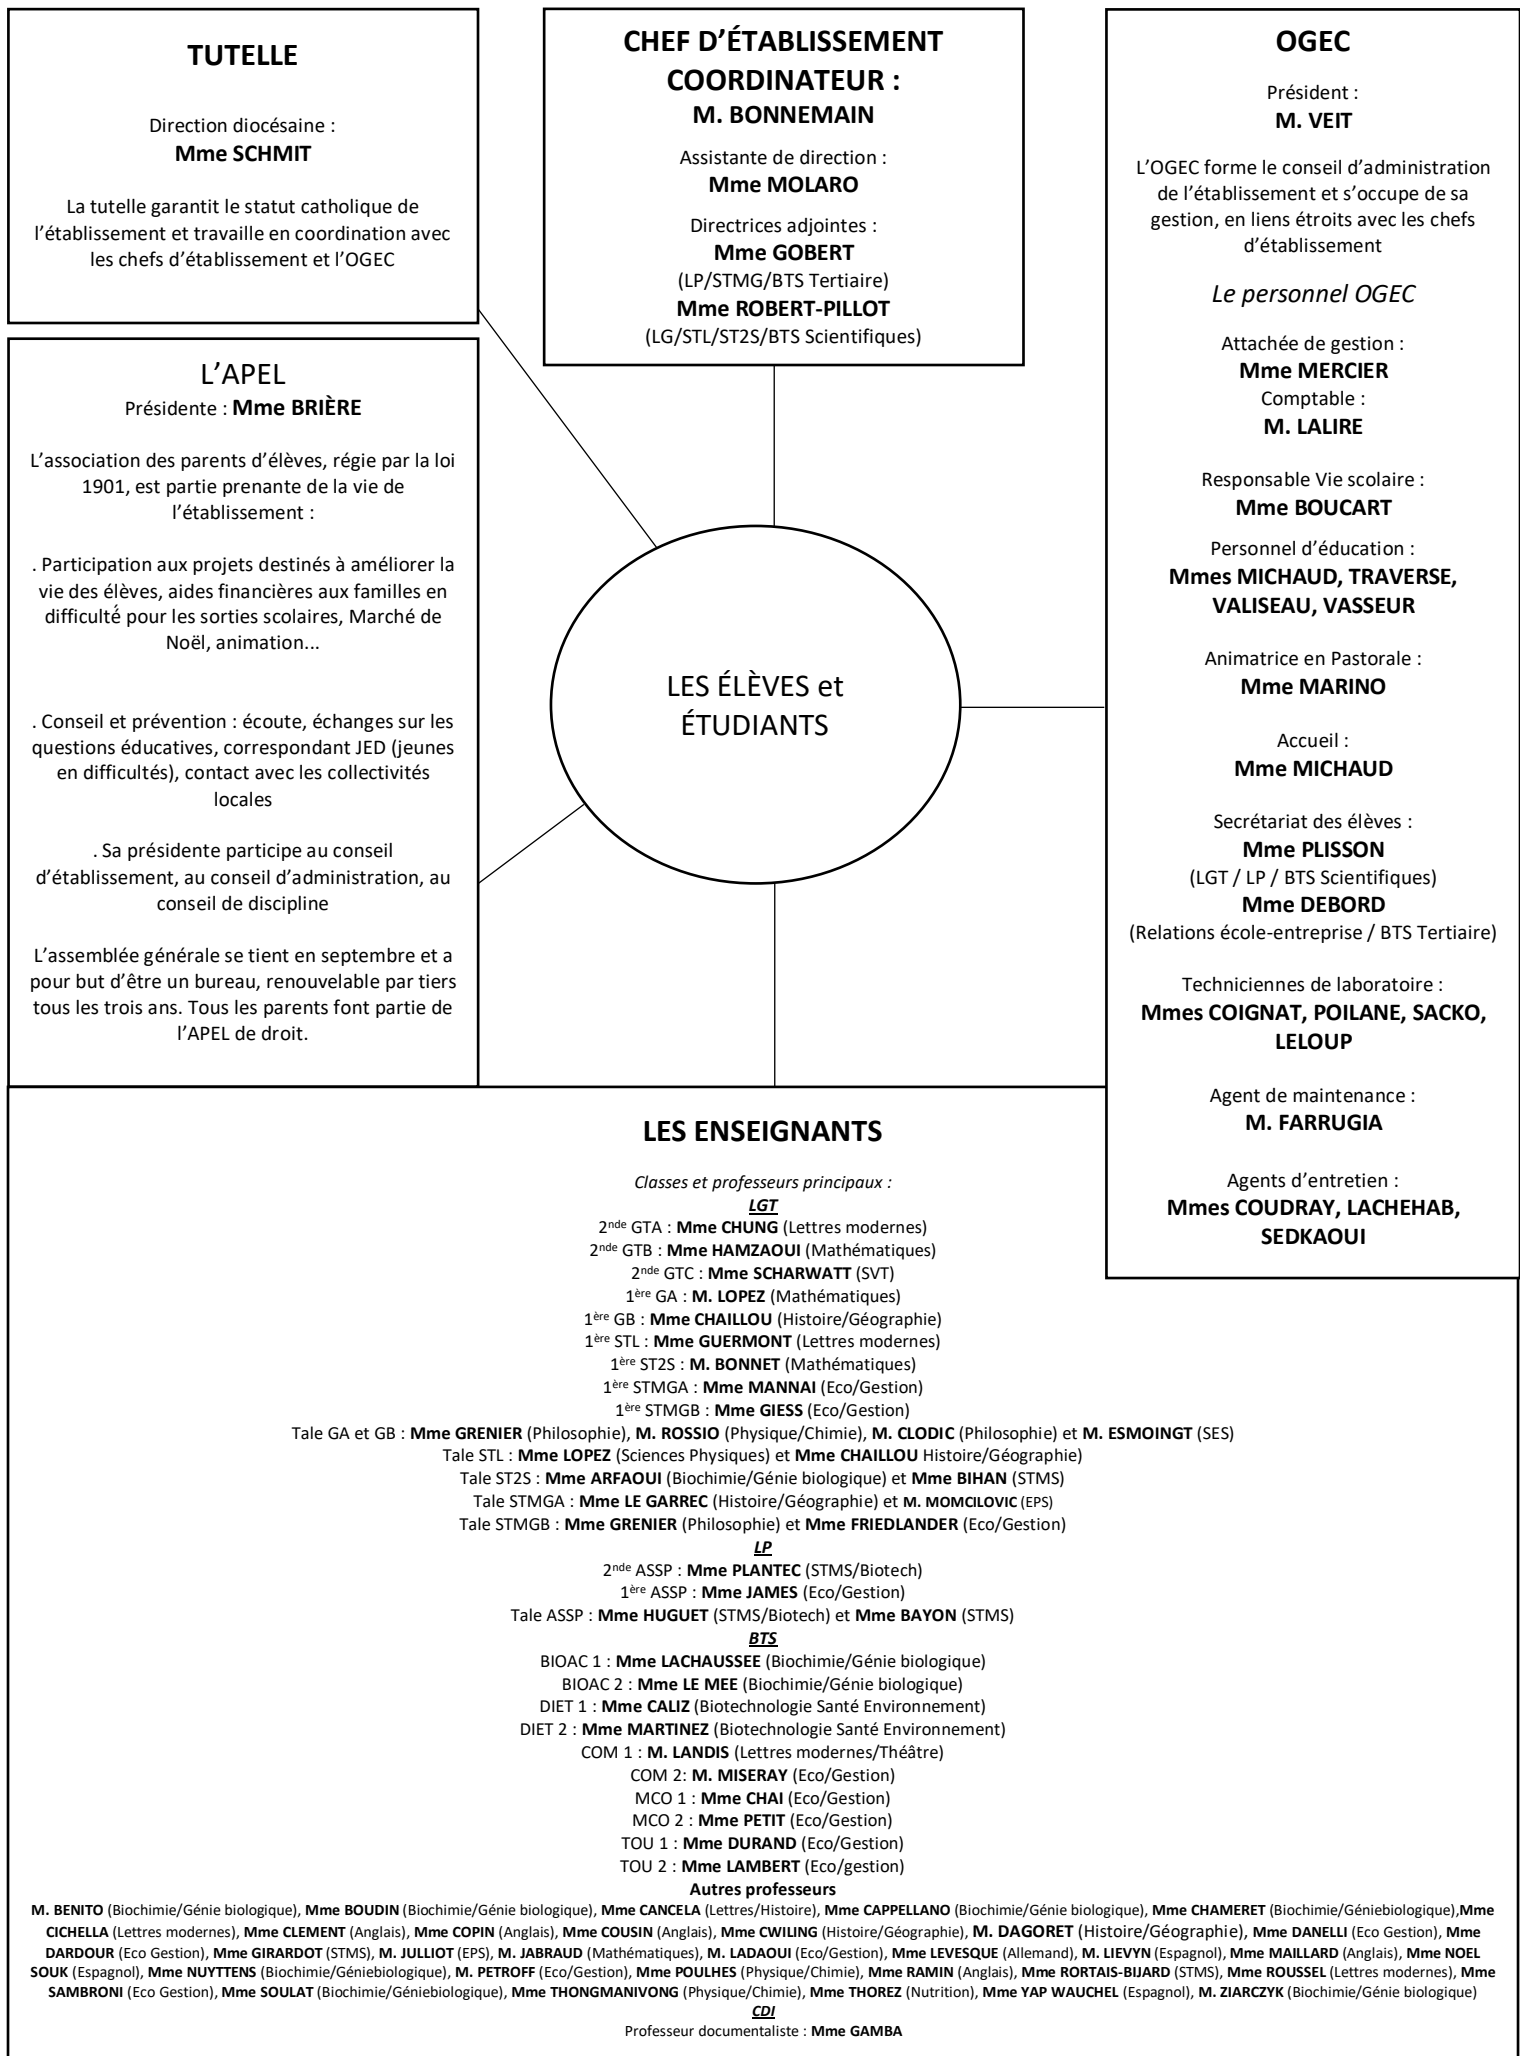 TUTELLE
Direction diocésaine :
Mme SCHMIT
La tutelle garantit le statut catholique de
l’établissement et travaille en coordination avec
les chefs d’établissement et l’OGEC
CHEF D’ÉTABLISSEMENT
COORDINATEUR :
M. BONNEMAIN
Assistante de direction :
Mme MOLARO
Directrices adjointes :
Mme GOBERT
(LP/STMG/BTS Tertiaire)
Mme ROBERT-PILLOT
(LG/STL/ST2S/BTS Scientifiques)
OGEC
Président :
M. VEIT
L’OGEC forme le conseil d’administration
de l’établissement et s’occupe de sa
gestion, en liens étroits avec les chefs
d’établissement
Le personnel OGEC
Attachée de gestion :
Mme MERCIER
Comptable :
M. LALIRE
Responsable Vie scolaire :
Mme BOUCART
Personnel d’éducation :
Mmes MICHAUD, TRAVERSE,
VALISEAU, VASSEUR
Animatrice en Pastorale :
Mme MARINO
Accueil :
Mme MICHAUD
Secrétariat des élèves :
Mme PLISSON
(LGT / LP / BTS Scientifiques)
Mme DEBORD
(Relations école-entreprise / BTS Tertiaire)
Techniciennes de laboratoire :
Mmes COIGNAT, POILANE, SACKO,
LELOUP
Agent de maintenance :
M. FARRUGIA
Agents d’entretien :
Mmes COUDRAY, LACHEHAB,
SEDKAOUI
L’APEL
Présidente : Mme BRIÈRE
L’association des parents d’élèves, régie par la loi
1901, est partie prenante de la vie de
l’établissement :
. Participation aux projets destinés à améliorer la
vie des élèves, aides financières aux familles en
difficulté pour les sorties scolaires, Marché de
Noël, animation...
. Conseil et prévention : écoute, échanges sur les
questions éducatives, correspondant JED (jeunes
en difficultés), contact avec les collectivités
locales
. Sa présidente participe au conseil
d’établissement, au conseil d’administration, au
conseil de discipline
L’assemblée générale se tient en septembre et a
pour but d’être un bureau, renouvelable par tiers
tous les trois ans. Tous les parents font partie de
l’APEL de droit.
LES ÉLÈVES et
ÉTUDIANTS
LES ENSEIGNANTS
Classes et professeurs principaux :
LGT
2nde GTA : Mme CHUNG (Lettres modernes)
2nde GTB : Mme HAMZAOUI (Mathématiques)
2nde GTC : Mme SCHARWATT (SVT)
1ère GA : M. LOPEZ (Mathématiques)
1ère GB : Mme CHAILLOU (Histoire/Géographie)
1ère STL : Mme GUERMONT (Lettres modernes)
1ère ST2S : M. BONNET (Mathématiques)
1ère STMGA : Mme MANNAI (Eco/Gestion)
1ère STMGB : Mme GIESS (Eco/Gestion)
Tale GA et GB : Mme GRENIER (Philosophie), M. ROSSIO (Physique/Chimie), M. CLODIC (Philosophie) et M. ESMOINGT (SES)
Tale STL : Mme LOPEZ (Sciences Physiques) et Mme CHAILLOU Histoire/Géographie)
Tale ST2S : Mme ARFAOUI (Biochimie/Génie biologique) et Mme BIHAN (STMS)
Tale STMGA : Mme LE GARREC (Histoire/Géographie) et M. MOMCILOVIC (EPS)
Tale STMGB : Mme GRENIER (Philosophie) et Mme FRIEDLANDER (Eco/Gestion)
LP
2nde ASSP : Mme PLANTEC (STMS/Biotech)
1ère ASSP : Mme JAMES (Eco/Gestion)
Tale ASSP : Mme HUGUET (STMS/Biotech) et Mme BAYON (STMS)
BTS
BIOAC 1 : Mme LACHAUSSEE (Biochimie/Génie biologique)
BIOAC 2 : Mme LE MEE (Biochimie/Génie biologique)
DIET 1 : Mme CALIZ (Biotechnologie Santé Environnement)
DIET 2 : Mme MARTINEZ (Biotechnologie Santé Environnement)
COM 1 : M. LANDIS (Lettres modernes/Théâtre)
COM 2: M. MISERAY (Eco/Gestion)
MCO 1 : Mme CHAI (Eco/Gestion)
MCO 2 : Mme PETIT (Eco/Gestion)
TOU 1 : Mme DURAND (Eco/Gestion)
TOU 2 : Mme LAMBERT (Eco/gestion)
Autres professeurs
M. BENITO (Biochimie/Génie biologique), Mme BOUDIN (Biochimie/Génie biologique), Mme CANCELA (Lettres/Histoire), Mme CAPPELLANO (Biochimie/Génie biologique), Mme CHAMERET (Biochimie/Géniebiologique),Mme
CICHELLA (Lettres modernes), Mme CLEMENT (Anglais), Mme COPIN (Anglais), Mme COUSIN (Anglais), Mme CWILING (Histoire/Géographie), M. DAGORET (Histoire/Géographie), Mme DANELLI (Eco Gestion), Mme
DARDOUR (Eco Gestion), Mme GIRARDOT (STMS), M. JULLIOT (EPS), M. JABRAUD (Mathématiques), M. LADAOUI (Eco/Gestion), Mme LEVESQUE (Allemand), M. LIEVYN (Espagnol), Mme MAILLARD (Anglais), Mme NOEL
SOUK (Espagnol), Mme NUYTTENS (Biochimie/Géniebiologique), M. PETROFF (Eco/Gestion), Mme POULHES (Physique/Chimie), Mme RAMIN (Anglais), Mme RORTAIS-BIJARD (STMS), Mme ROUSSEL (Lettres modernes), Mme
SAMBRONI (Eco Gestion), Mme SOULAT (Biochimie/Géniebiologique), Mme THONGMANIVONG (Physique/Chimie), Mme THOREZ (Nutrition), Mme YAP WAUCHEL (Espagnol), M. ZIARCZYK (Biochimie/Génie biologique)
CDI
Professeur documentaliste : Mme GAMBA